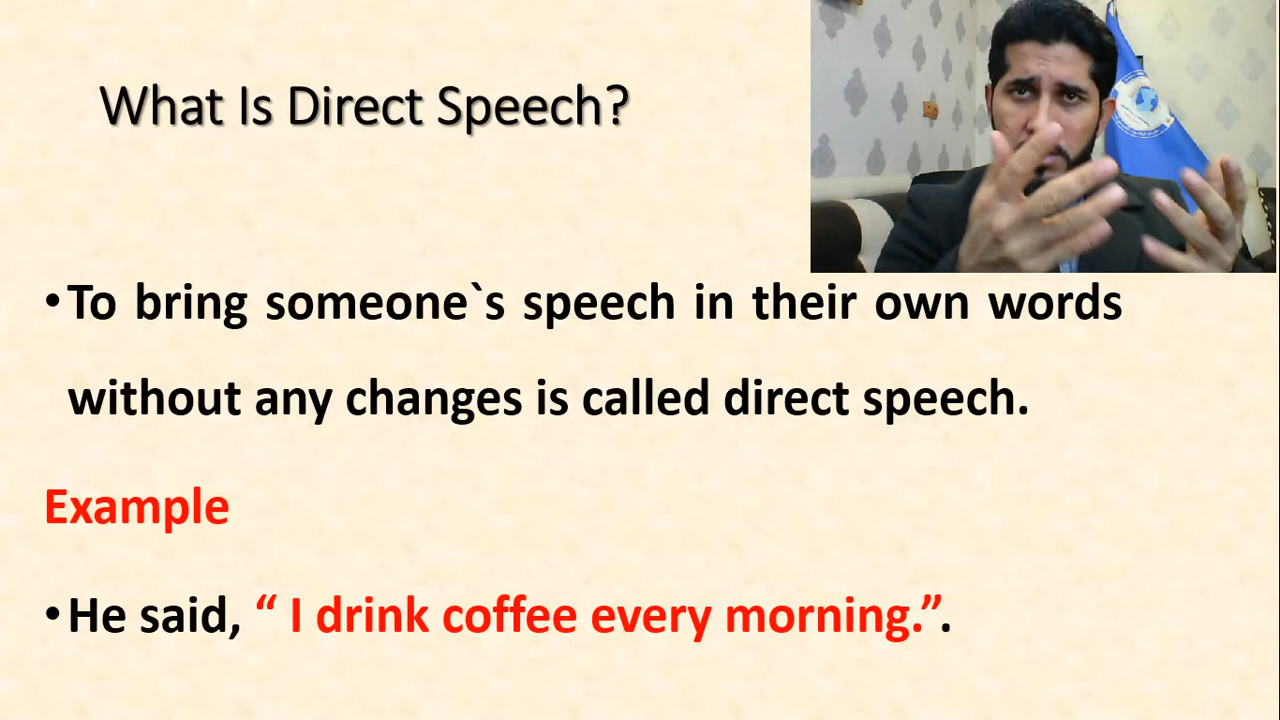 What Is Direct Speech?
•To bring someone`s speech in their own words
without any changes is called direct speech.
Example
•He said, “ I drink coffee every morning.”.